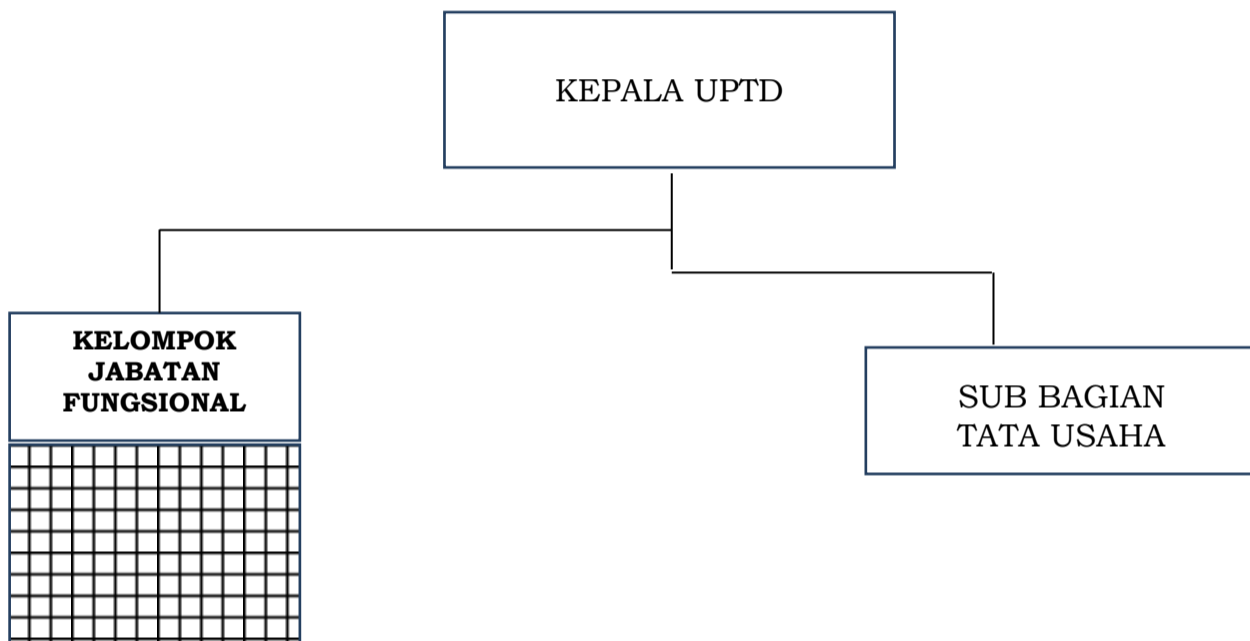 KEPALA UPTD
KELOMPOK
JABATAN
FUNGSIONAL
SUB BAGIAN
TATA USAHA